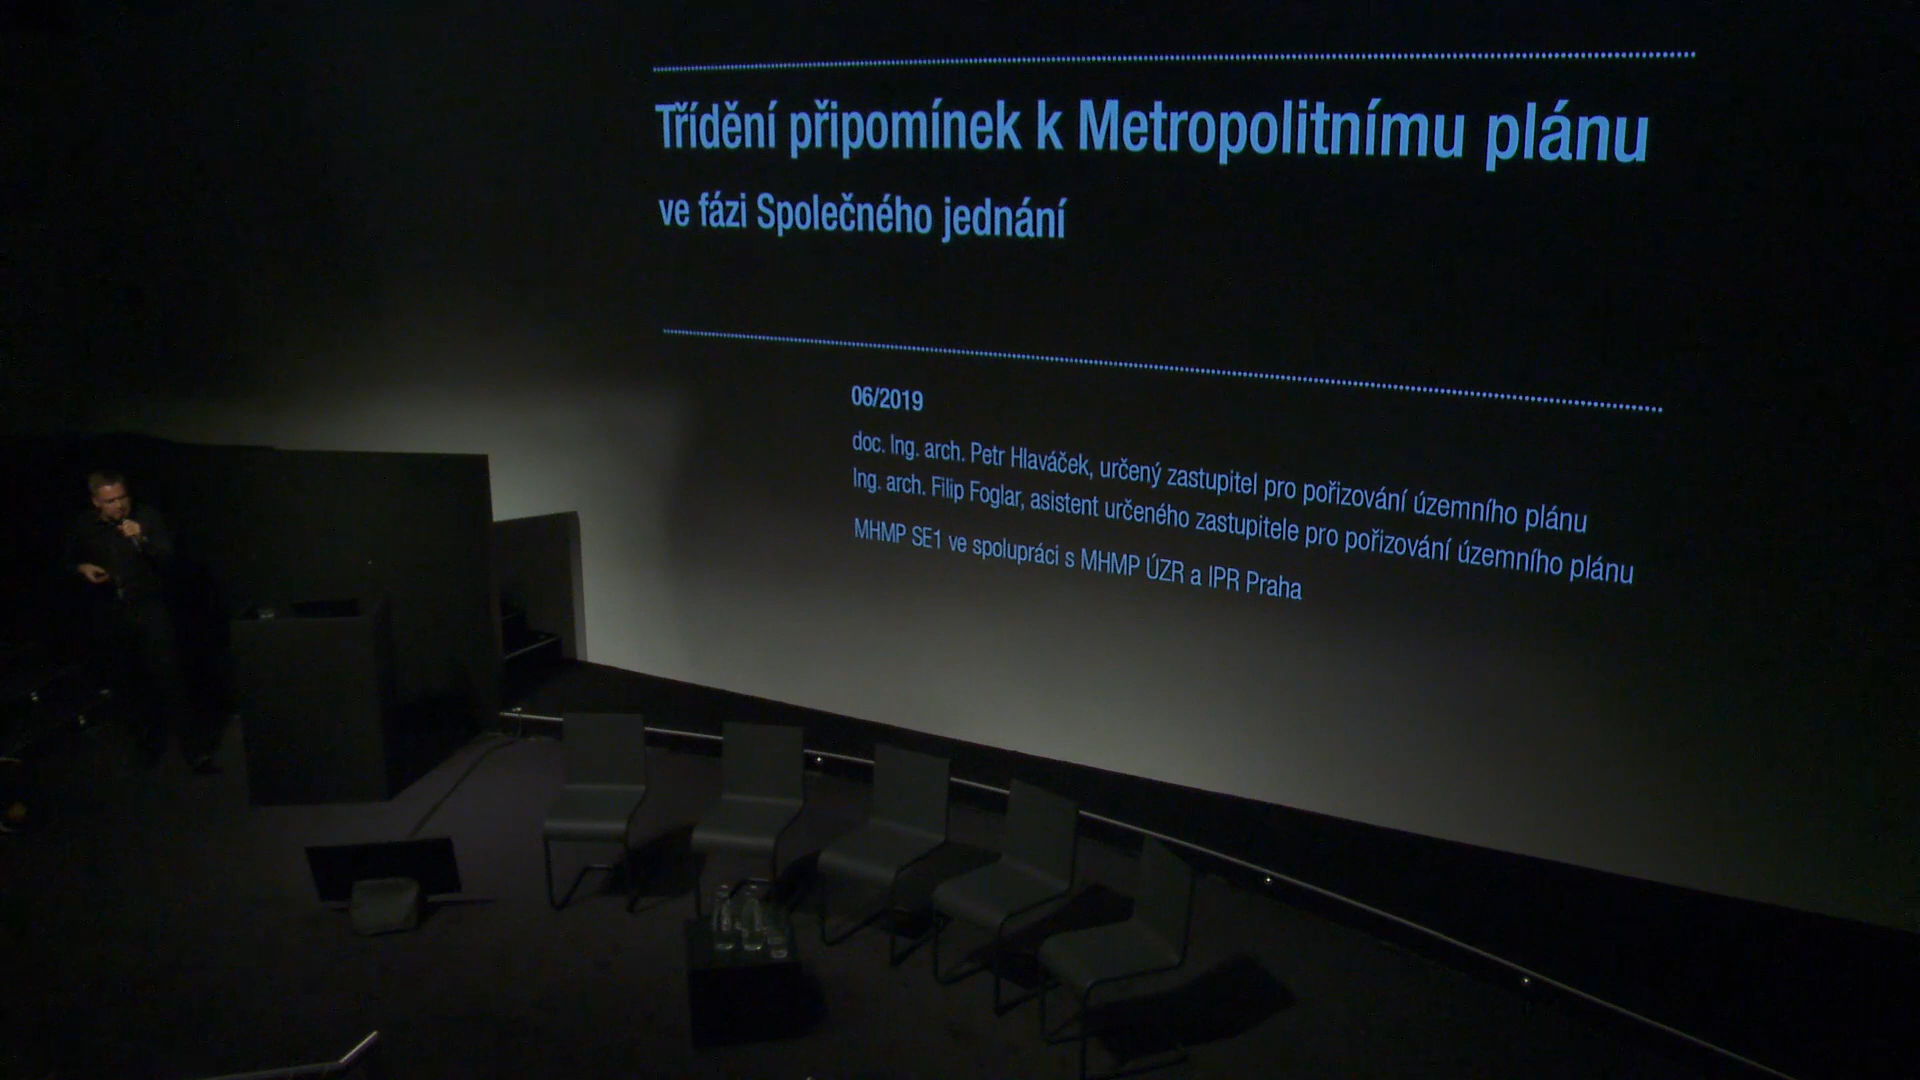 Třídění připomínek k Metropolitnímu plánu
ve fázi Společného jednání
06/2019
doc. Ing. arch. Petr Hlaváček, určený zastupitel pro pořizování územního plánu
Ing. arch. Filip Foglar, asistent určeného zastupitele pro pořizování územního plánu
MHMP SE1 ve spolupráci s MHMP ÚZR a IPR Praha